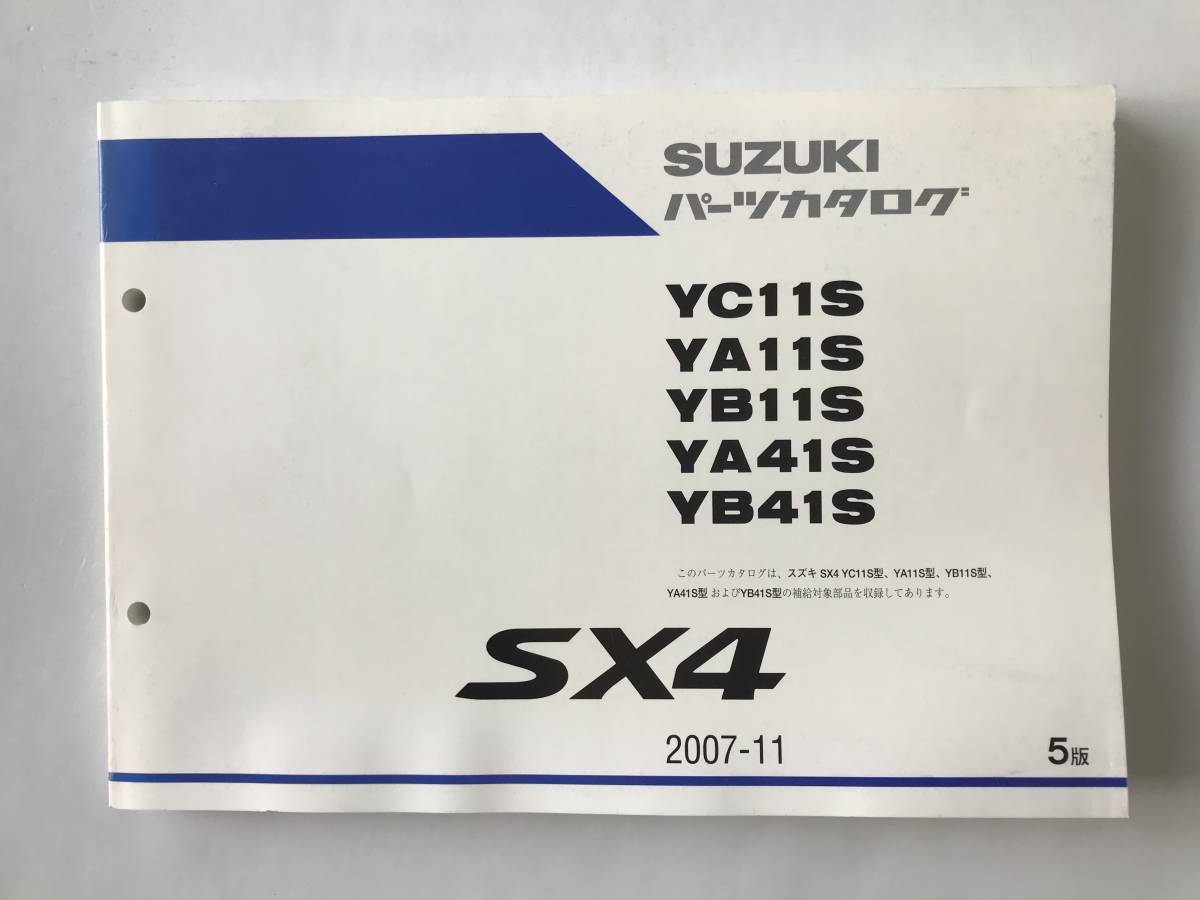 SUZUKI
パーツカタログ
YC11S
YA11S
YB11S
YA41S
YB41S
このパーツカタログは、スズキ SX4 YC11S型、YA11S型、YB11S型、
YA41S型 およびYB41S型の補給対象部品を収録してあります。
SX4
2007-11
5版